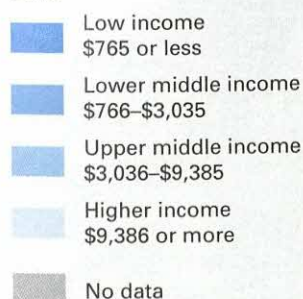 Low income
$765 or less
Lower middle income
$766–$3,035
Upper middle income
$3,036–$9,385
Higher income
$9,386 or more
No data